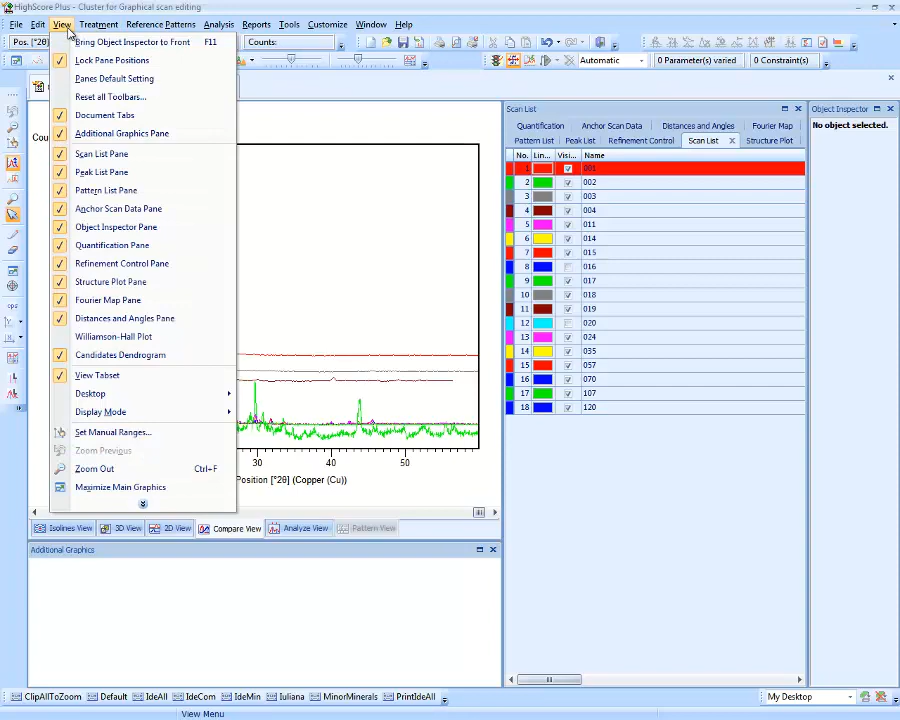 HighScore Plus - Cluster for Graphical scan editing
File Edit View Treatment Reference Patterns Analysis Reports Tools Customize Window Help
Pos. [°2θ] Counts:
Automatic 0 Parameter(s) varied 0 Constraint(s)
Bring Object Inspector to Front F11
Lock Pane Positions
Panes Default Setting
Reset all Toolbars...
Document Tabs
Additional Graphics Pane
Scan List Pane
Peak List Pane
Pattern List Pane
Anchor Scan Data Pane
Object Inspector Pane
Quantification Pane
Refinement Control Pane
Structure Plot Pane
Fourier Map Pane
Distances and Angles Pane
Williamson-Hall Plot
Candidates Dendrogram
View Tabset
Desktop
Display Mode
Set Manual Ranges...
Zoom Previous
Zoom Out Ctrl+F
Maximize Main Graphics
Cou
30 40 50
Position [°2θ] (Copper (Cu))
Isolines View 3D View 2D View Compare View Analyze View Pattern View
Additional Graphics
Scan List
Quantification Anchor Scan Data Distances and Angles Fourier Map
Pattern List Peak List Refinement Control Scan List Structure Plot
No. Lin... Visi... Name
1 001
2 002
3 003
4 004
5 011
6 014
7 015
8 016
9 017
10 018
11 019
12 020
13 024
14 035
15 057
16 070
17 107
18 120
Object Inspector
No object selected.
ClipAllToZoom Default IdeAll IdeCom IdeMin Iuliana MinorMinerals PrintIdeAll My Desktop
View Menu